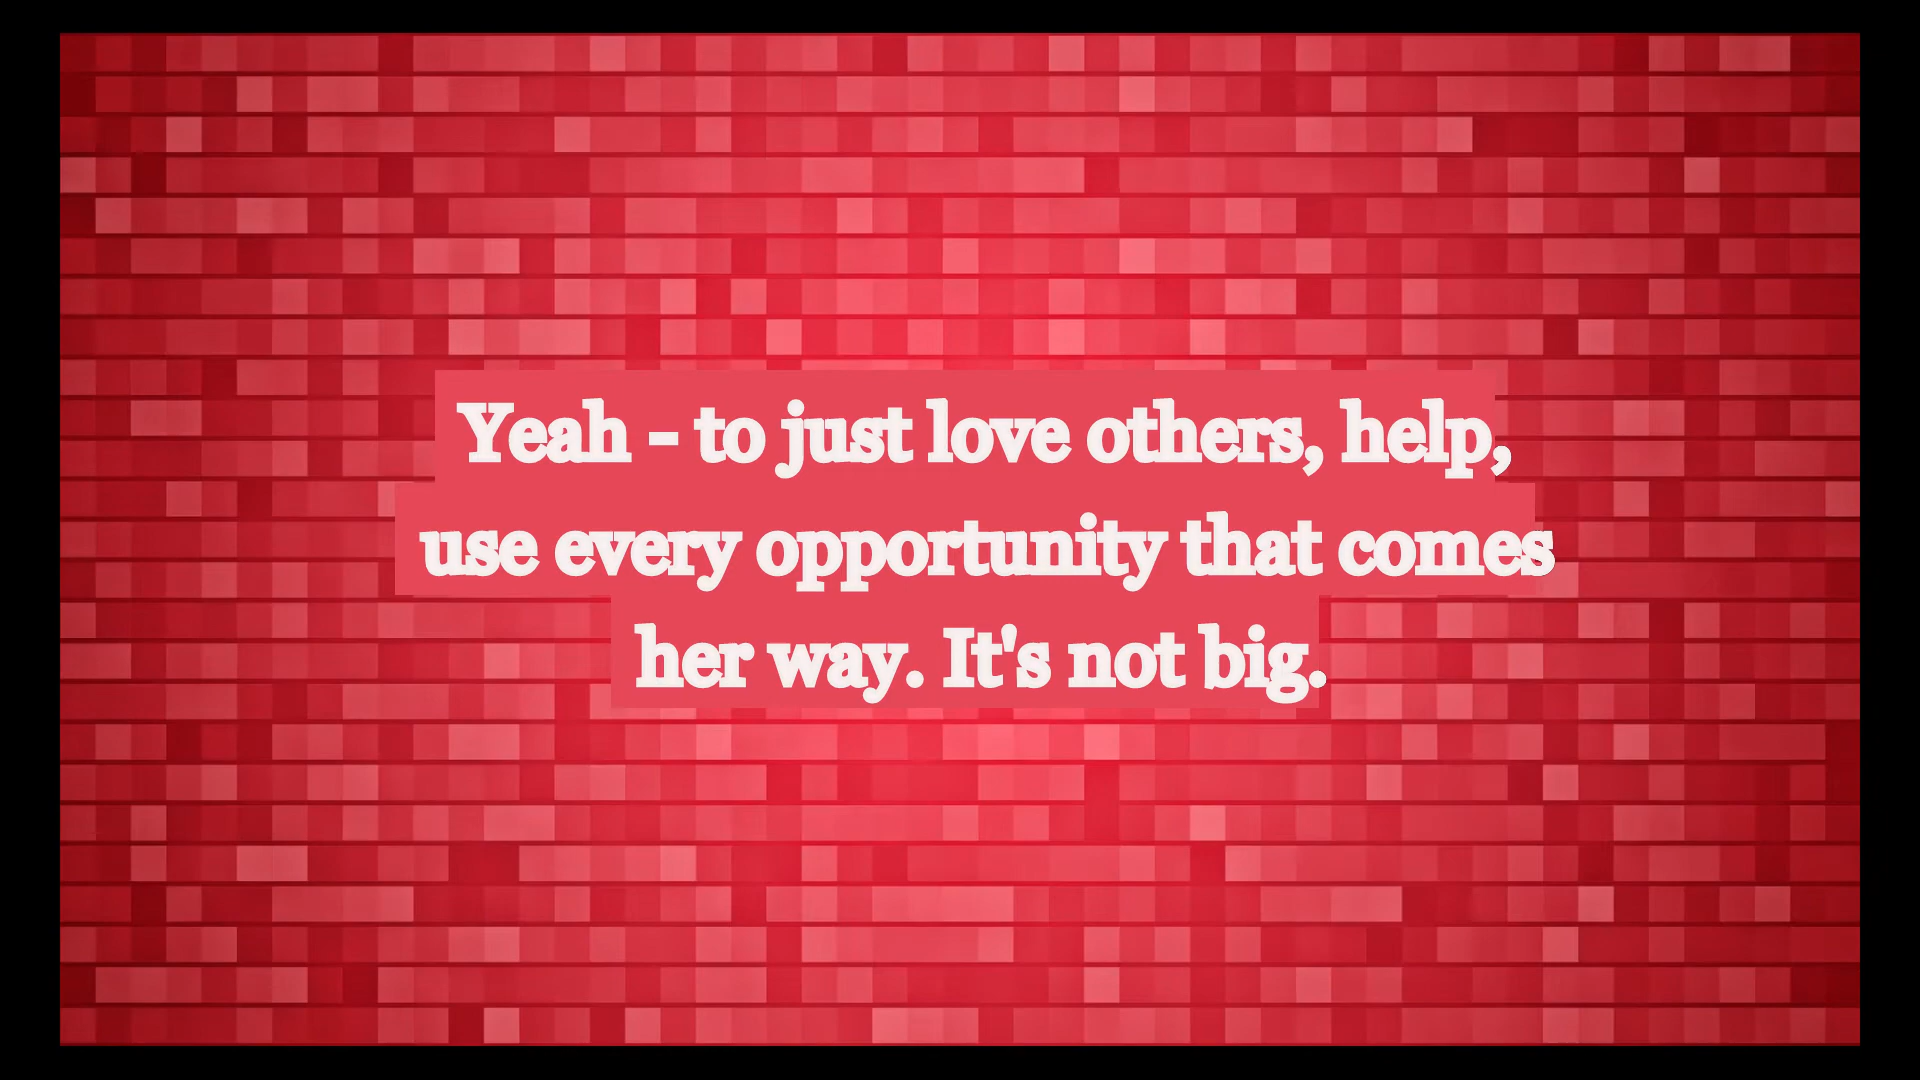 Yeah - to just love others, help,
use every opportunity that comes
her way. It's not big.